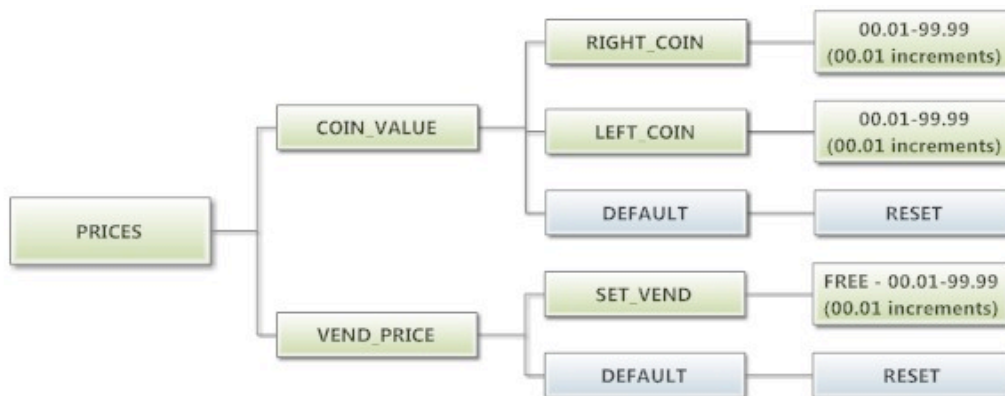 PRICES
COIN_VALUE
RIGHT_COIN
00.01-99.99
(00.01 increments)
LEFT_COIN
00.01-99.99
(00.01 increments)
DEFAULT
RESET
VEND_PRICE
SET_VEND
FREE - 00.01-99.99
(00.01 increments)
DEFAULT
RESET